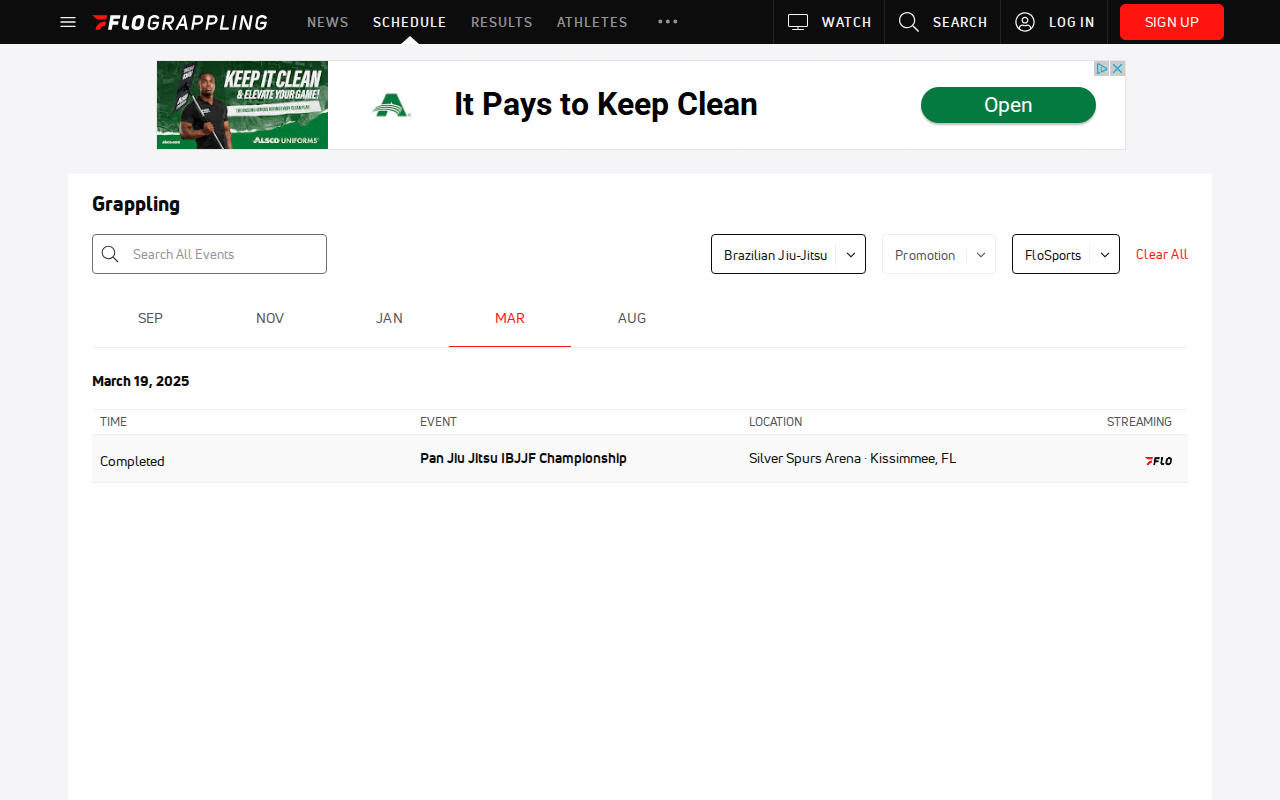 FLOGRAPPLING NEWS SCHEDULE RESULTS ATHLETES ••• WATCH SEARCH LOG IN SIGN UP
KEEP IT CLEAN
& ELEVATE YOUR GAME!
ALSCO UNIFORMS
It Pays to Keep Clean
Open
Grappling
Search All Events
Brazilian Jiu-Jitsu
Promotion
FloSports
Clear All
SEP NOV JAN MAR AUG
March 19, 2025
TIME EVENT LOCATION STREAMING
Completed Pan Jiu Jitsu IBJJF Championship Silver Spurs Arena · Kissimmee, FL FLO